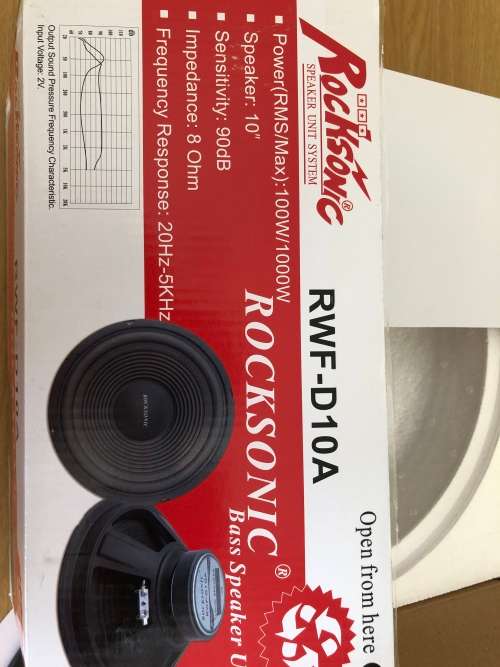 ROCKSONIC®
SPEAKER UNIT SYSTEM
RWF-D10A
Open from here
■ Power(RMS/Max):100W/1000W
■ Speaker: 10"
■ Sensitivity: 90dB
■ Impedance: 8 Ohm
■ Frequency Response: 20Hz-5KHz
ROCKSONIC®
Bass Speaker U
ROCKSONIC
Output Sound Pressure Frequency Characteristic.
Input Voltage: 2V.